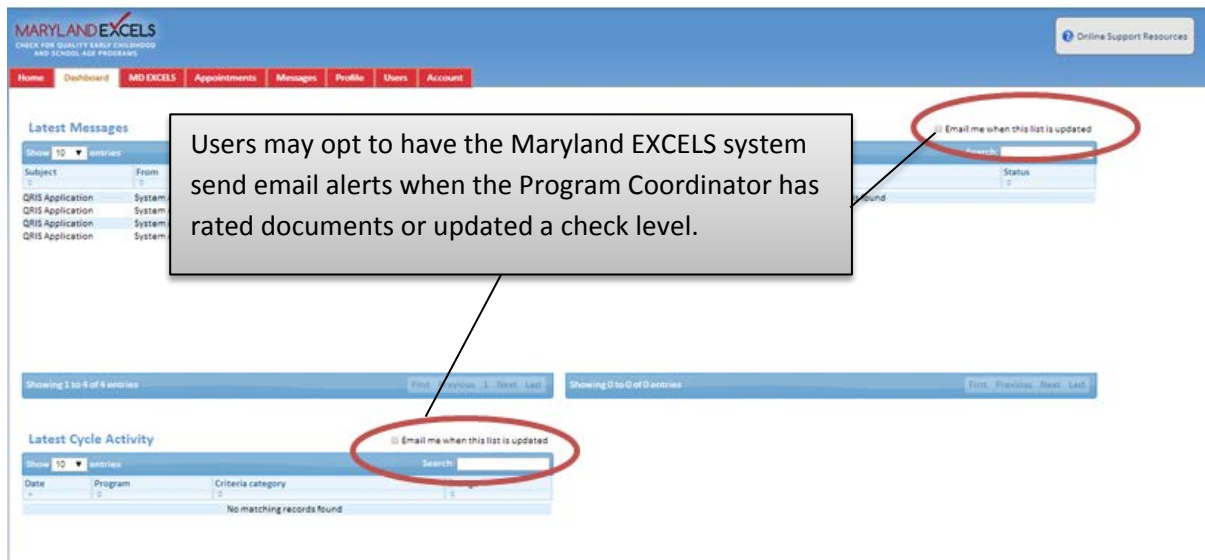 MARYLAND EXCELS
CHECK FOR QUALITY EARLY CHILDHOOD
AND SCHOOL AGE PROGRAMS
Online Support Resources
Home Dashboard MD EXCELS Appointments Messages Profile Users Account
Latest Messages
Email me when this list is updated
Show 10 entries
Search:
Subject From
Status
QRIS Application System
QRIS Application System
QRIS Application System
QRIS Application System
found
Users may opt to have the Maryland EXCELS system
send email alerts when the Program Coordinator has
rated documents or updated a check level.
Showing 1 to 4 of 4 entries First Previous 1 Next Last
Showing 0 to 0 of 0 entries First Previous Next Last
Latest Cycle Activity
Email me when this list is updated
Show 10 entries Search:
Date Program Criteria category
No matching records found